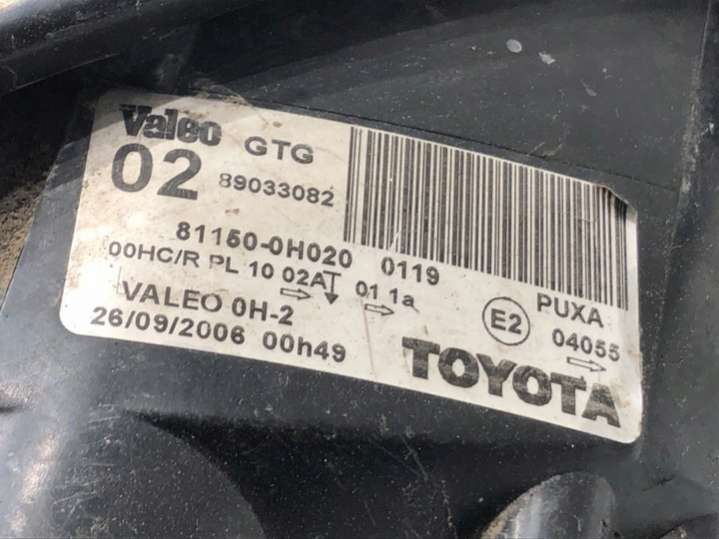 Valeo GTG
02 89033082
81150-0H020 0119
00HC/R PL 10 02A 01 1a
VALEO 0H-2
26/09/2006 00h49
E2
PUXA
04055
TOYOTA